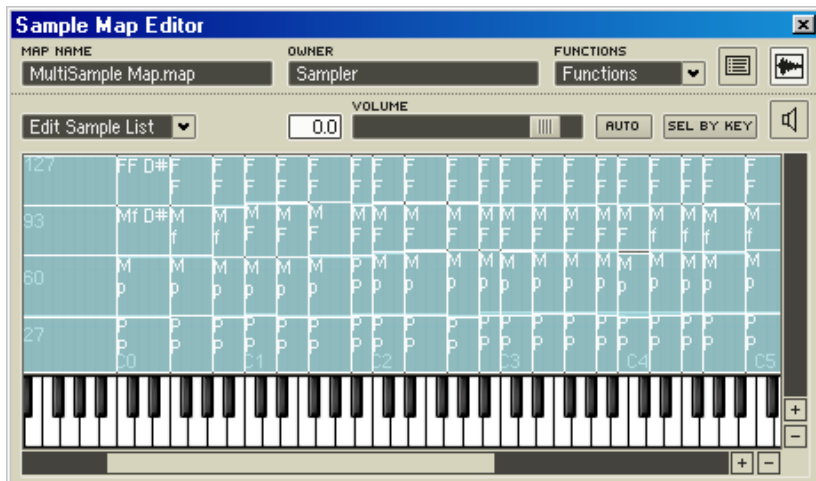 Sample Map Editor
MAP NAME OWNER FUNCTIONS
MultiSample Map.map Sampler Functions
VOLUME
Edit Sample List 0.0 AUTO SEL BY KEY
127 FF D# F F F F F F F F F F F F F F F F F F F
F F F F F F F F F F F F F F F F F F F
93 Mf D# M M M M M M M M M M M M M M M M M M M
f f F F F F F F F F F F F F F f f f f
60 M M M M M M P M M M M M M M M M M M M M
p p p p p p p p p p p p p p p p p p p p
27 P P P P P P P P P P P P P P P P P P P P
P P P P P P P P P P P P P P P P P P P P
C0 C1 C2 C3 C4 C5